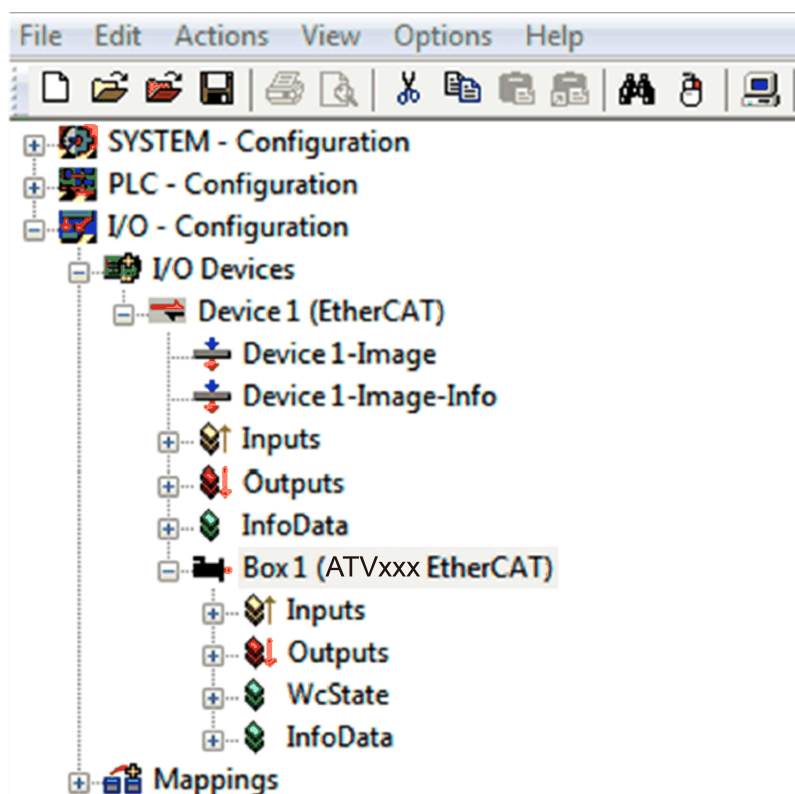 File Edit Actions View Options Help
SYSTEM - Configuration
PLC - Configuration
I/O - Configuration
I/O Devices
Device 1 (EtherCAT)
Device 1-Image
Device 1-Image-Info
Inputs
Outputs
InfoData
Box 1 (ATVxxx EtherCAT)
Inputs
Outputs
WcState
InfoData
Mappings